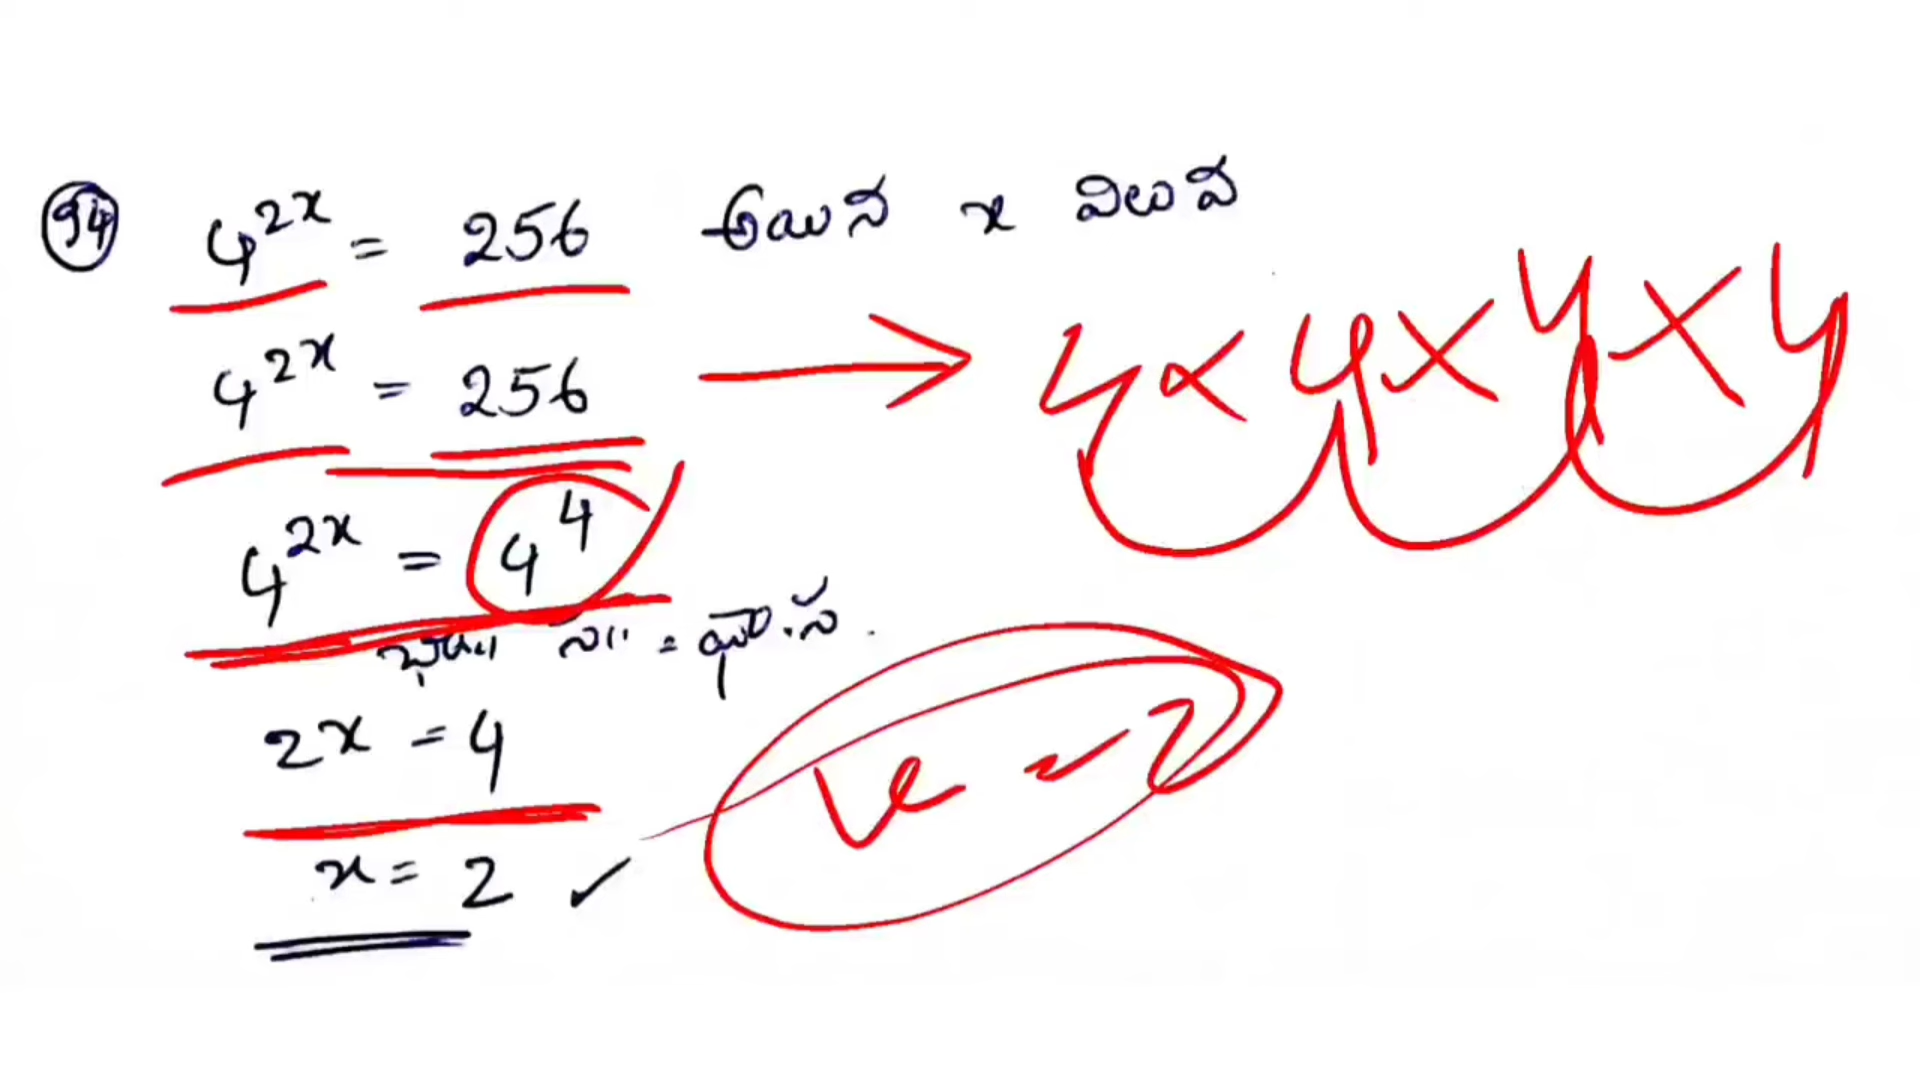 94 4^2x = 256 అయిన x విలువ
4^2x = 256 → 4 × 4 × 4 × 4
4^2x = 4^4
2x = 4
x = 2 ✓ x = 2